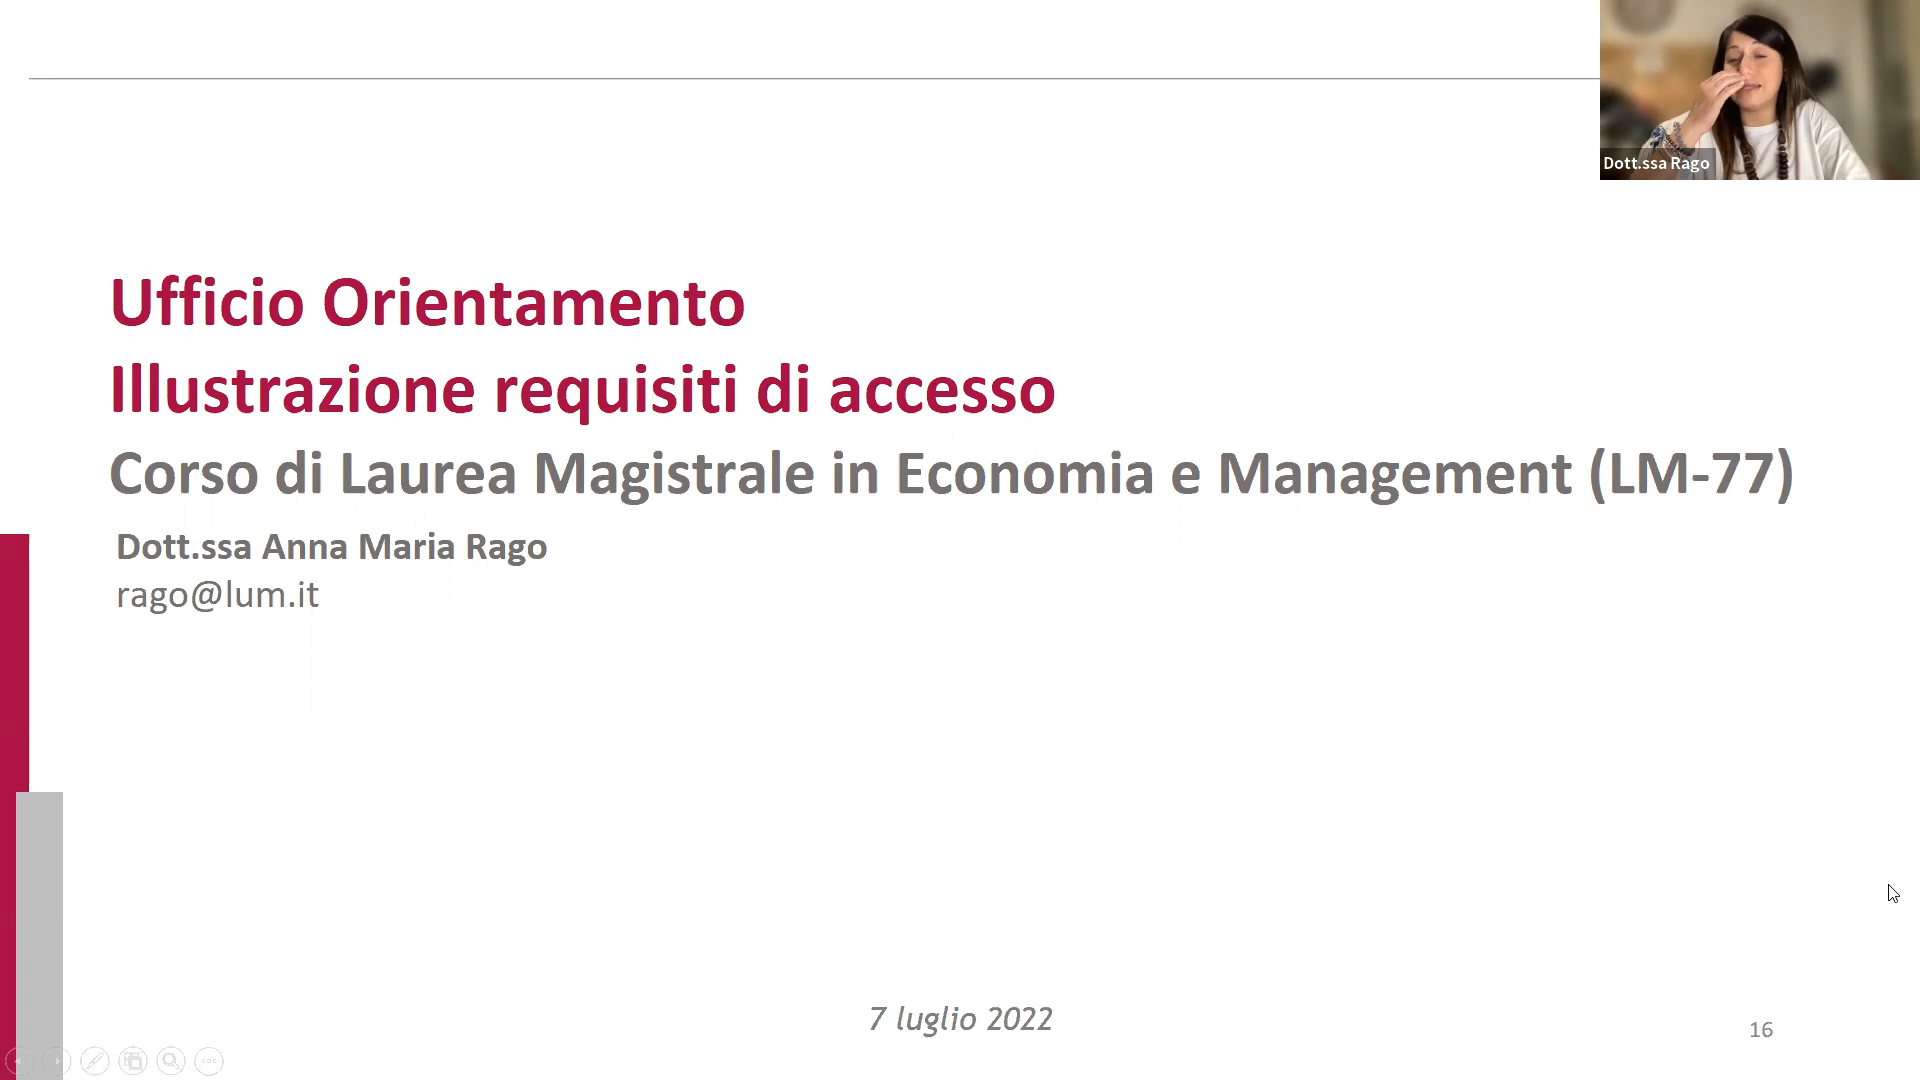 Dott.ssa Rago
Ufficio Orientamento
Illustrazione requisiti di accesso
Corso di Laurea Magistrale in Economia e Management (LM-77)
Dott.ssa Anna Maria Rago
rago@lum.it
7 luglio 2022
16